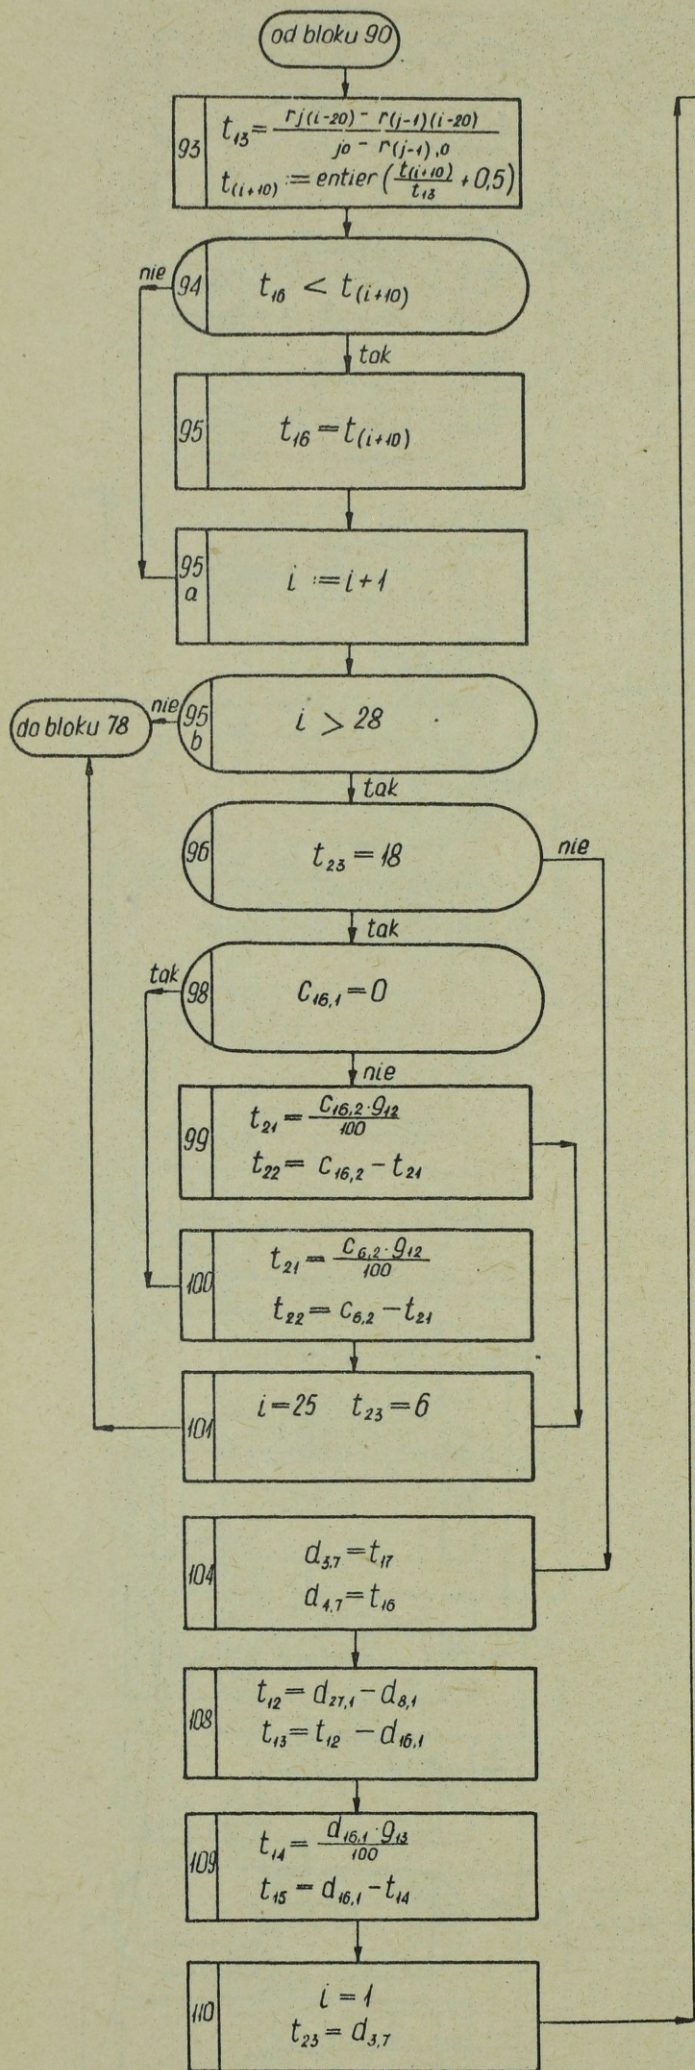 od bloku 90
93 t₁₃ = (rj(i-20) - r(j-1)(i-20)) / (jo - r(j-1),0)
t(i+10) := entier (t(i+10) / t₁₃ + 0,5)
94 t₁₆ < t(i+10)
nie
tak
95 t₁₆ = t(i+10)
95a i := i+1
95b i > 28
nie
do bloku 78
tak
96 t₂₃ = 18
nie
tak
98 C₁₆,₁ = 0
tak
nie
99 t₂₁ = C₁₆,₂ · g₁₂ / 100
t₂₂ = C₁₆,₂ - t₂₁
100 t₂₁ = C₆,₂ · g₁₂ / 100
t₂₂ = C₆,₂ - t₂₁
101 i = 25 t₂₃ = 6
104 d₃,₇ = t₁₇
d₄,₇ = t₁₆
108 t₁₂ = d₂₇,₁ - d₈,₁
t₁₃ = t₁₂ - d₁₆,₁
109 t₁₄ = d₁₆,₁ · g₁₃ / 100
t₁₅ = d₁₆,₁ - t₁₄
110 i = 1
t₂₃ = d₃,₇